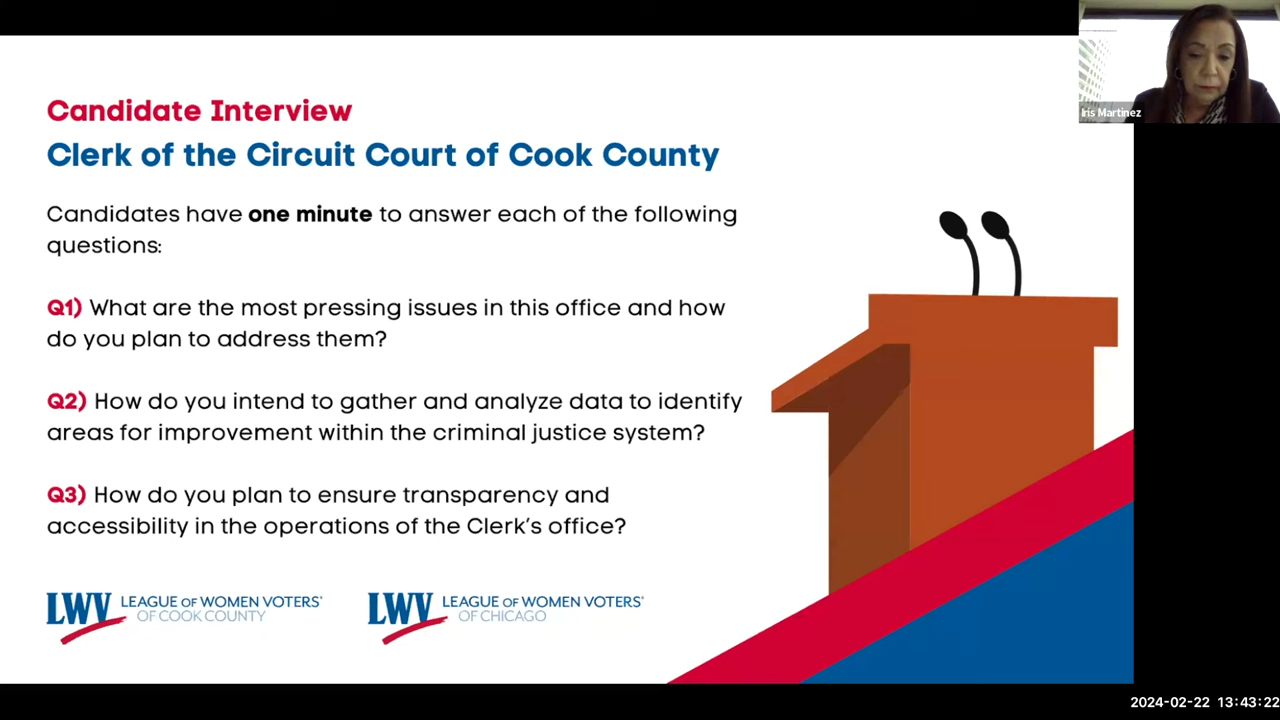 Candidate Interview
Clerk of the Circuit Court of Cook County
Candidates have one minute to answer each of the following
questions:
Q1) What are the most pressing issues in this office and how
do you plan to address them?
Q2) How do you intend to gather and analyze data to identify
areas for improvement within the criminal justice system?
Q3) How do you plan to ensure transparency and
accessibility in the operations of the Clerk's office?
LWV LEAGUE OF WOMEN VOTERS®
OF COOK COUNTY
LWV LEAGUE OF WOMEN VOTERS®
OF CHICAGO
Iris Martinez
2024-02-22 13:43:22